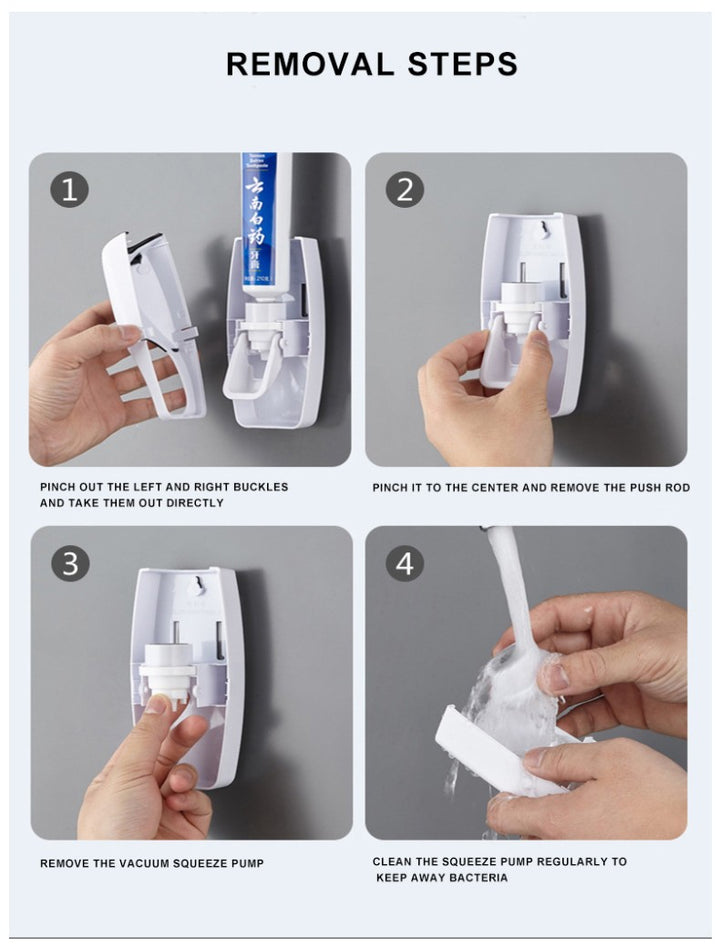 REMOVAL STEPS
1
云南白药
牙膏
2
PINCH OUT THE LEFT AND RIGHT BUCKLES
AND TAKE THEM OUT DIRECTLY
PINCH IT TO THE CENTER AND REMOVE THE PUSH ROD
3
4
REMOVE THE VACUUM SQUEEZE PUMP
CLEAN THE SQUEEZE PUMP REGULARLY TO
KEEP AWAY BACTERIA